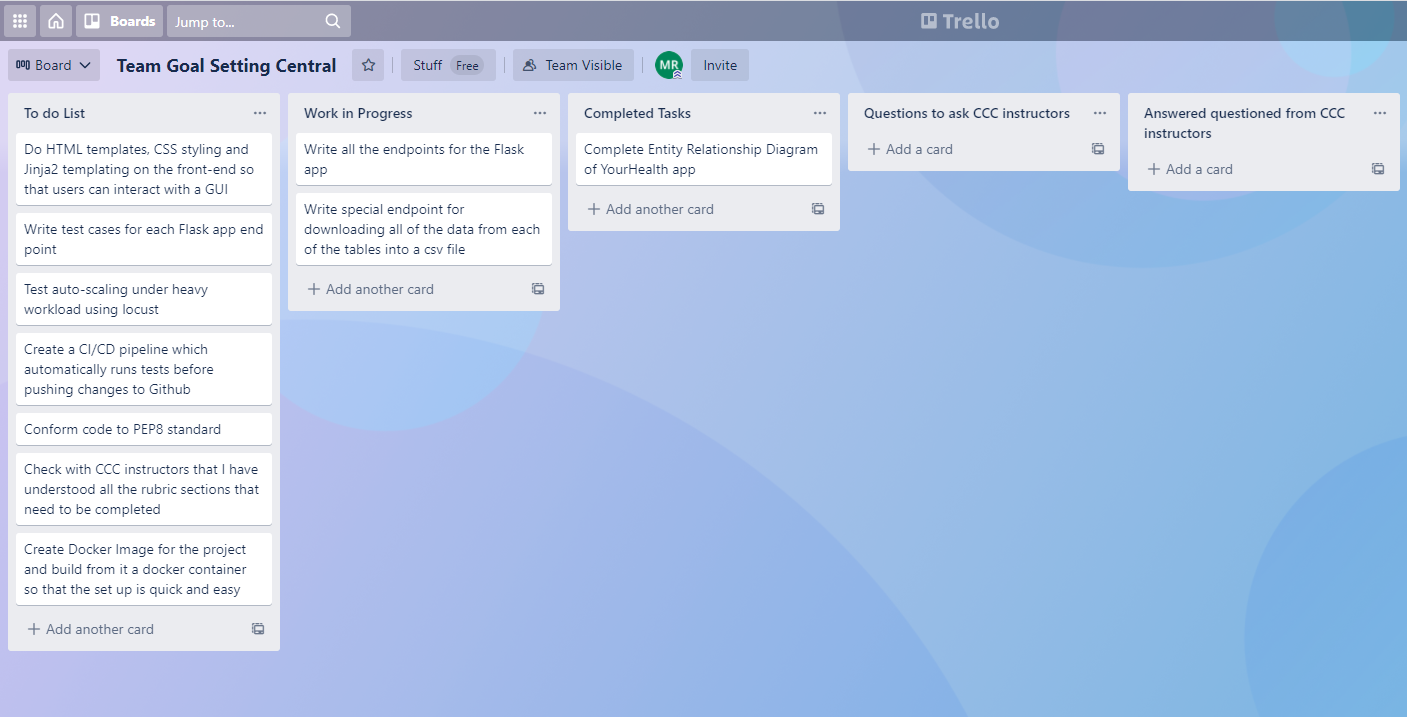 Boards
Jump to...
Trello
Board
Team Goal Setting Central
Stuff Free
Team Visible
MR
Invite
To do List
Do HTML templates, CSS styling and
Jinja2 templating on the front-end so
that users can interact with a GUI
Write test cases for each Flask app end
point
Test auto-scaling under heavy
workload using locust
Create a CI/CD pipeline which
automatically runs tests before
pushing changes to Github
Conform code to PEP8 standard
Check with CCC instructors that I have
understood all the rubric sections that
need to be completed
Create Docker Image for the project
and build from it a docker container
so that the set up is quick and easy
Add another card
Work in Progress
Write all the endpoints for the Flask
app
Write special endpoint for
downloading all of the data from each
of the tables into a csv file
Add another card
Completed Tasks
Complete Entity Relationship Diagram
of YourHealth app
Add another card
Questions to ask CCC instructors
Add a card
Answered questioned from CCC
instructors
Add a card